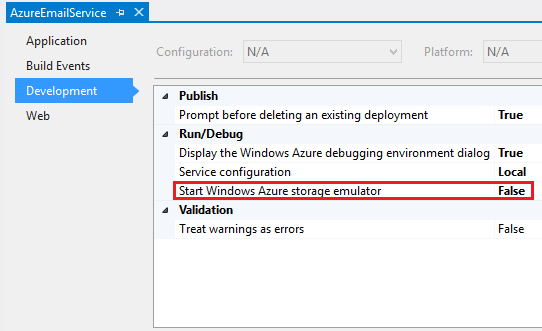 AzureEmailService
Application
Build Events
Development
Web
Configuration: N/A Platform: N/A
Publish
Prompt before deleting an existing deployment True
Run/Debug
Display the Windows Azure debugging environment dialog True
Service configuration Local
Start Windows Azure storage emulator False
Validation
Treat warnings as errors False